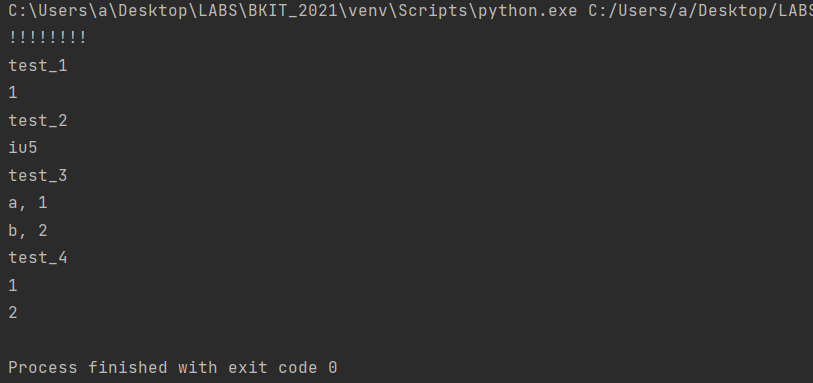 C:\Users\a\Desktop\LABS\BKIT_2021\venv\Scripts\python.exe C:/Users/a/Desktop/LABS
!!!!!!!!
test_1
1
test_2
iu5
test_3
a, 1
b, 2
test_4
1
2
Process finished with exit code 0